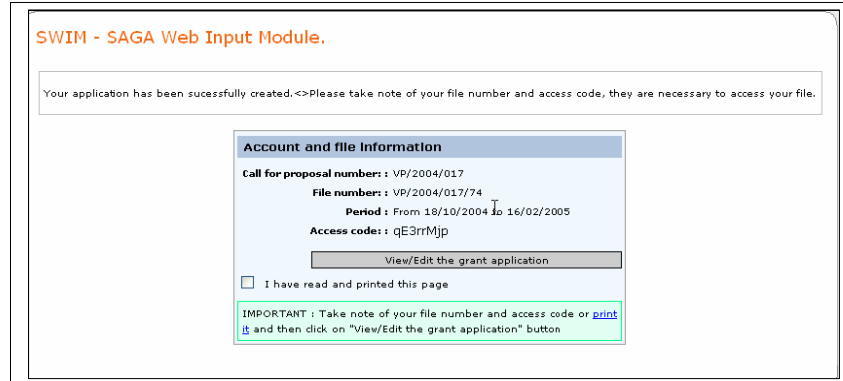 SWIM - SAGA Web Input Module.
Your application has been sucessfully created.<>Please take note of your file number and access code, they are necessary to access your file.
Account and file information
Call for proposal number: : VP/2004/017
File number: : VP/2004/017/74
Period : From 18/10/2004 to 16/02/2005
Access code: : qE3rrMjp
View/Edit the grant application
I have read and printed this page
IMPORTANT : Take note of your file number and access code or print
it and then click on "View/Edit the grant application" button